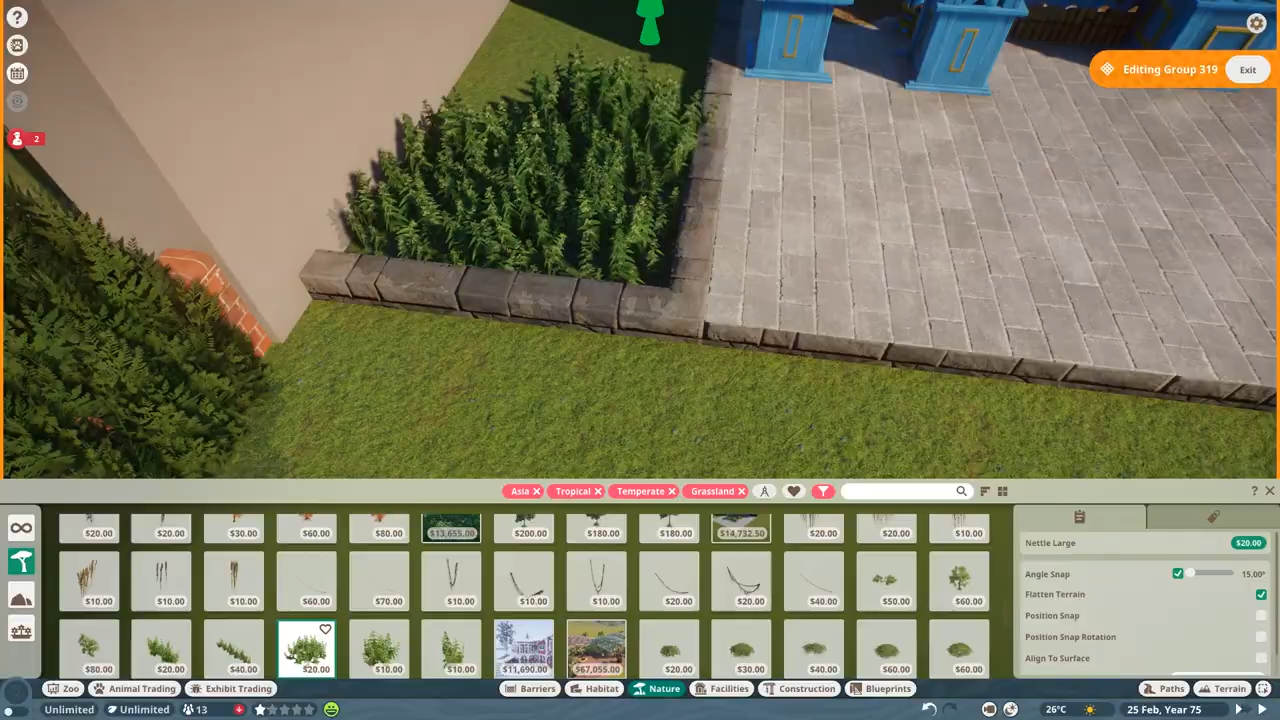 ?
Editing Group 319 Exit
2
Asia Tropical Temperate Grassland ?
$20.00 $20.00 $30.00 $60.00 $80.00 $13,655.00 $200.00 $180.00 $180.00 $14,732.50 $20.00 $20.00 $10.00
Nettle Large $20.00
$10.00 $10.00 $10.00 $60.00 $70.00 $10.00 $10.00 $10.00 $20.00 $20.00 $40.00 $50.00 $60.00
Angle Snap 15.00°
Flatten Terrain
Position Snap
Position Snap Rotation
Align To Surface
$80.00 $20.00 $40.00 $20.00 $10.00 $10.00 $11,690.00 $67,055.00 $20.00 $30.00 $40.00 $60.00 $60.00
Zoo Animal Trading Exhibit Trading Barriers Habitat Nature Facilities Construction Blueprints Paths Terrain
Unlimited Unlimited 13 26°C 25 Feb, Year 75